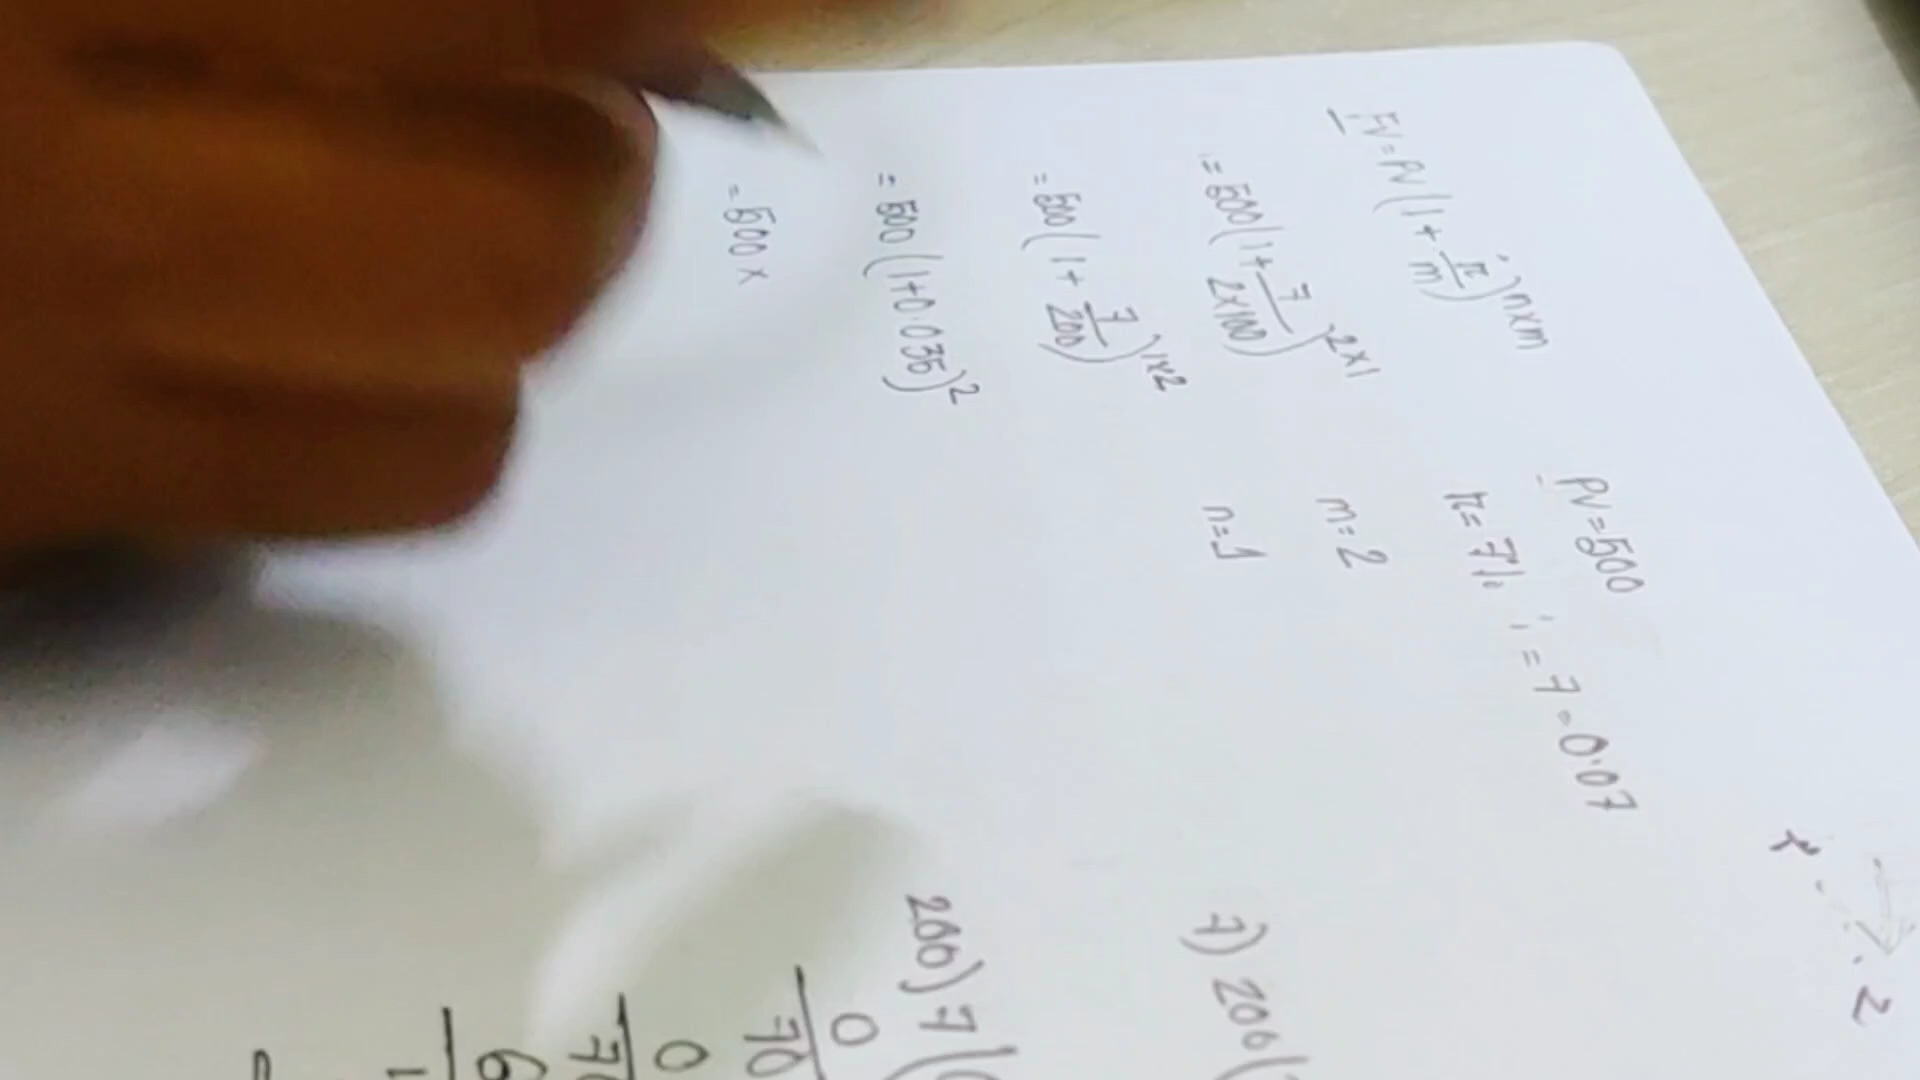 FV = PV(1 + r/m)^n×m
= 500(1 + 7/2×100)^2×1
= 500(1 + 7/200)^1×2
= 500(1+0.035)^2
= 500 ×
PV = 500
r = 7% i = 7 = 0.07
m = 2
n = 1
7) 200(
200) 7 (
0
70
0